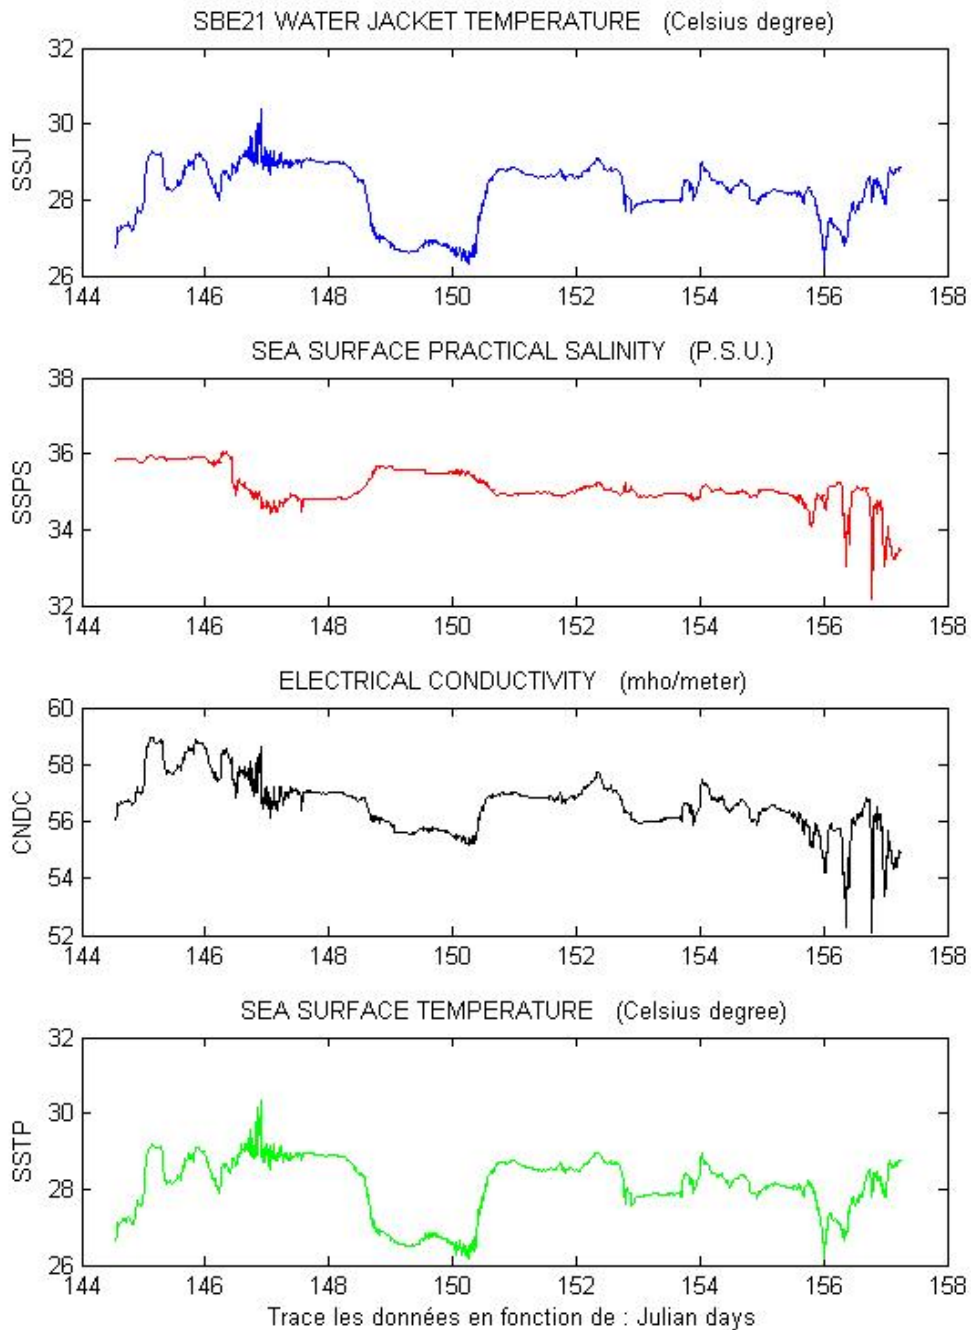 SBE21 WATER JACKET TEMPERATURE (Celsius degree)
32
30
28
26
SSJT
144 146 148 150 152 154 156 158
SEA SURFACE PRACTICAL SALINITY (P.S.U.)
38
36
34
32
SSPS
144 146 148 150 152 154 156 158
ELECTRICAL CONDUCTIVITY (mho/meter)
60
58
56
54
52
CNDC
144 146 148 150 152 154 156 158
SEA SURFACE TEMPERATURE (Celsius degree)
32
30
28
26
SSTP
144 146 148 150 152 154 156 158
Trace les données en fonction de : Julian days